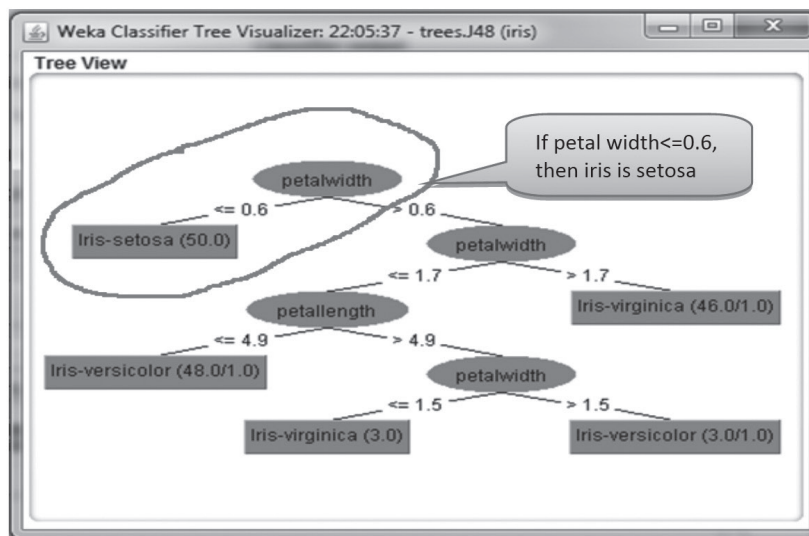 Weka Classifier Tree Visualizer: 22:05:37 - trees.J48 (iris)
Tree View
If petal width<=0.6,
then iris is setosa
petalwidth
<= 0.6
> 0.6
Iris-setosa (50.0)
petalwidth
<= 1.7
> 1.7
petallength
Iris-virginica (46.0/1.0)
<= 4.9
> 4.9
Iris-versicolor (48.0/1.0)
petalwidth
<= 1.5
> 1.5
Iris-virginica (3.0)
Iris-versicolor (3.0/1.0)